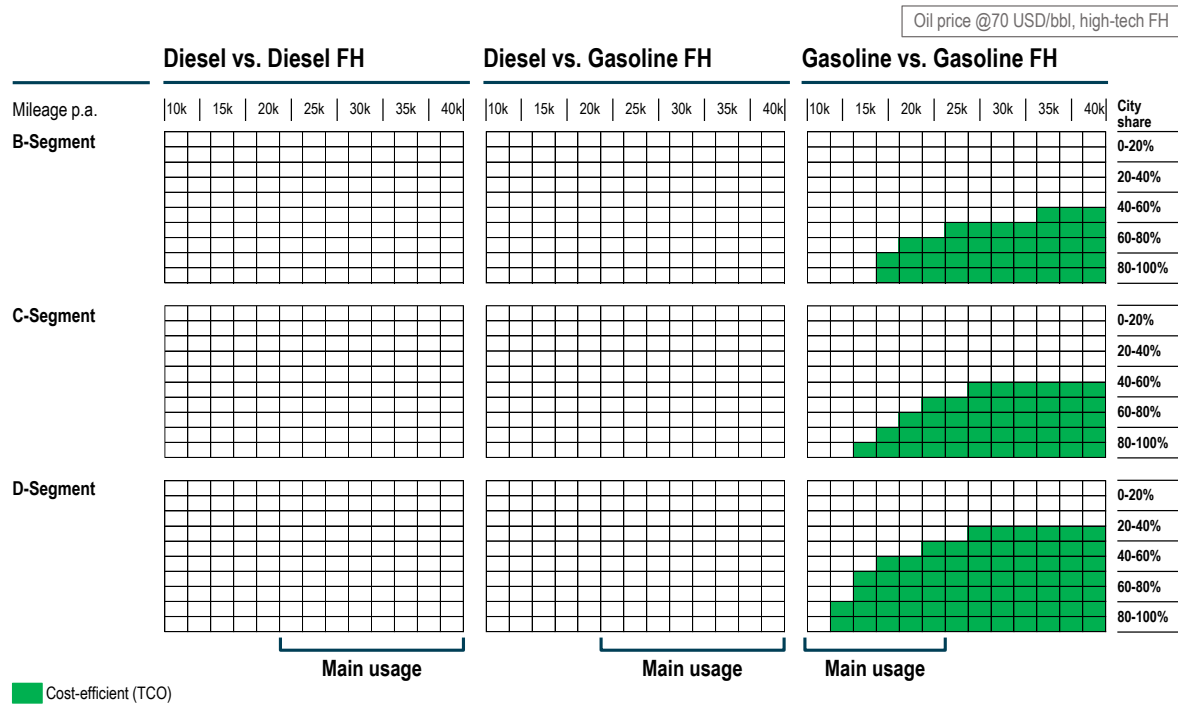 Oil price @70 USD/bbl, high-tech FH
Diesel vs. Diesel FH Diesel vs. Gasoline FH Gasoline vs. Gasoline FH
Mileage p.a. 10k 15k 20k 25k 30k 35k 40k 10k 15k 20k 25k 30k 35k 40k 10k 15k 20k 25k 30k 35k 40k City
share
B-Segment 0-20%
20-40%
40-60%
60-80%
80-100%
C-Segment 0-20%
20-40%
40-60%
60-80%
80-100%
D-Segment 0-20%
20-40%
40-60%
60-80%
80-100%
Main usage Main usage Main usage
Cost-efficient (TCO)